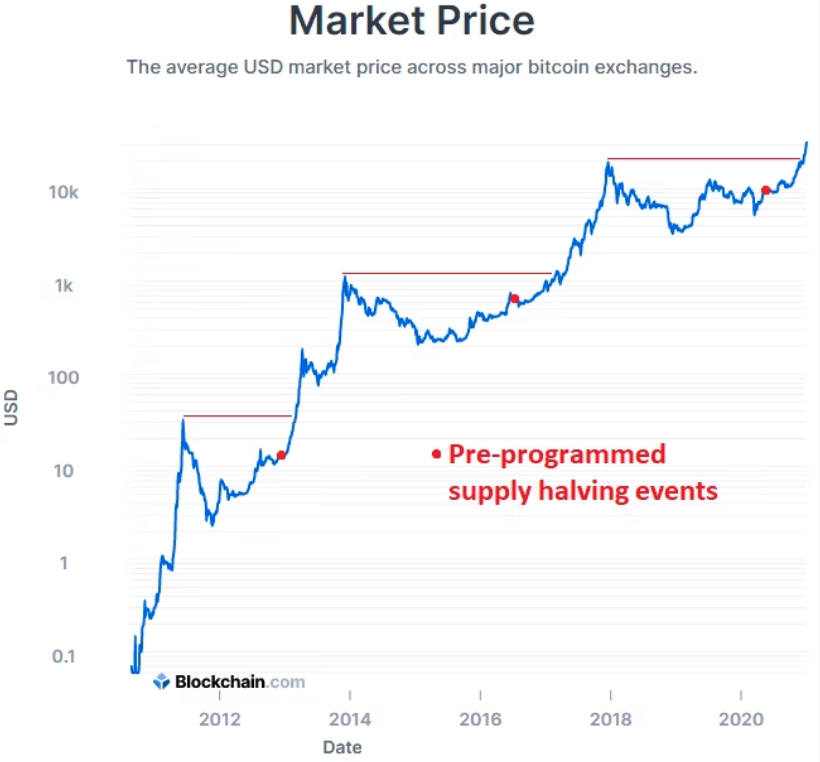 Market Price
The average USD market price across major bitcoin exchanges.
10k
1k
100
10
1
0.1
USD
• Pre-programmed
supply halving events
Blockchain.com
2012 2014 2016 2018 2020
Date